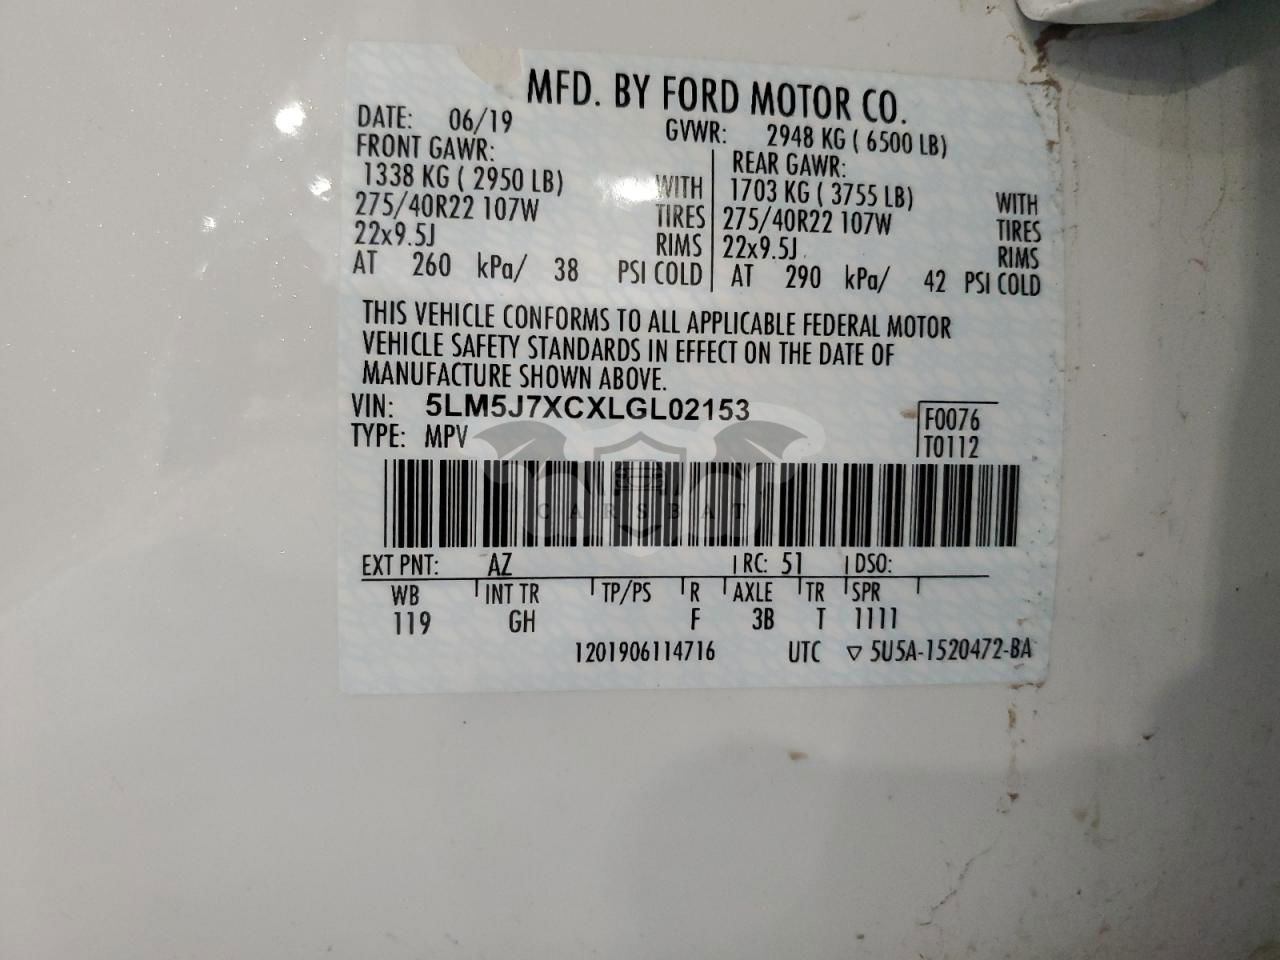 MFD. BY FORD MOTOR CO.
DATE: 06/19 GVWR: 2948 KG ( 6500 LB)
FRONT GAWR:
1338 KG ( 2950 LB) WITH
275/40R22 107W TIRES
22x9.5J RIMS
AT 260 kPa/ 38 PSI COLD
REAR GAWR:
1703 KG ( 3755 LB) WITH
275/40R22 107W TIRES
22x9.5J RIMS
AT 290 kPa/ 42 PSI COLD
THIS VEHICLE CONFORMS TO ALL APPLICABLE FEDERAL MOTOR
VEHICLE SAFETY STANDARDS IN EFFECT ON THE DATE OF
MANUFACTURE SHOWN ABOVE.
VIN: 5LM5J7XCXLGL02153
TYPE: MPV
F0076
T0112
CARSBAT
EXT PNT: AZ RC: 51 DSO:
WB INT TR TP/PS R AXLE TR SPR
119 GH F 3B T 1111
1201906114716 UTC ▽ 5U5A-1520472-BA